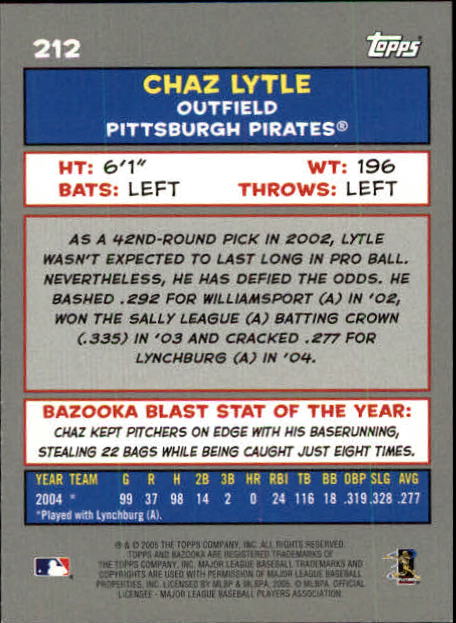 212
topps
CHAZ LYTLE
OUTFIELD
PITTSBURGH PIRATES®
HT: 6'1" WT: 196
BATS: LEFT THROWS: LEFT
AS A 42ND-ROUND PICK IN 2002, LYTLE
WASN'T EXPECTED TO LAST LONG IN PRO BALL.
NEVERTHELESS, HE HAS DEFIED THE ODDS. HE
BASHED .292 FOR WILLIAMSPORT (A) IN '02,
WON THE SALLY LEAGUE (A) BATTING CROWN
(.335) IN '03 AND CRACKED .277 FOR
LYNCHBURG (A) IN '04.
BAZOOKA BLAST STAT OF THE YEAR:
CHAZ KEPT PITCHERS ON EDGE WITH HIS BASERUNNING,
STEALING 22 BAGS WHILE BEING CAUGHT JUST EIGHT TIMES.
YEAR TEAM G R H 2B 3B HR RBI TB BB OBP SLG AVG
2004 * 99 37 98 14 2 0 24 116 18 .319 .328 .277
*Played with Lynchburg (A).
® & © 2005 THE TOPPS COMPANY, INC. ALL RIGHTS RESERVED.
TOPPS AND BAZOOKA ARE REGISTERED TRADEMARKS OF
THE TOPPS COMPANY, INC. MAJOR LEAGUE BASEBALL TRADEMARKS AND
COPYRIGHTS ARE USED WITH PERMISSION OF MAJOR LEAGUE BASEBALL
PROPERTIES, INC. LICENSED BY MLBP & MLBPA, 2005. © MLBPA. OFFICIAL
LICENSEE - MAJOR LEAGUE BASEBALL PLAYERS ASSOCIATION.